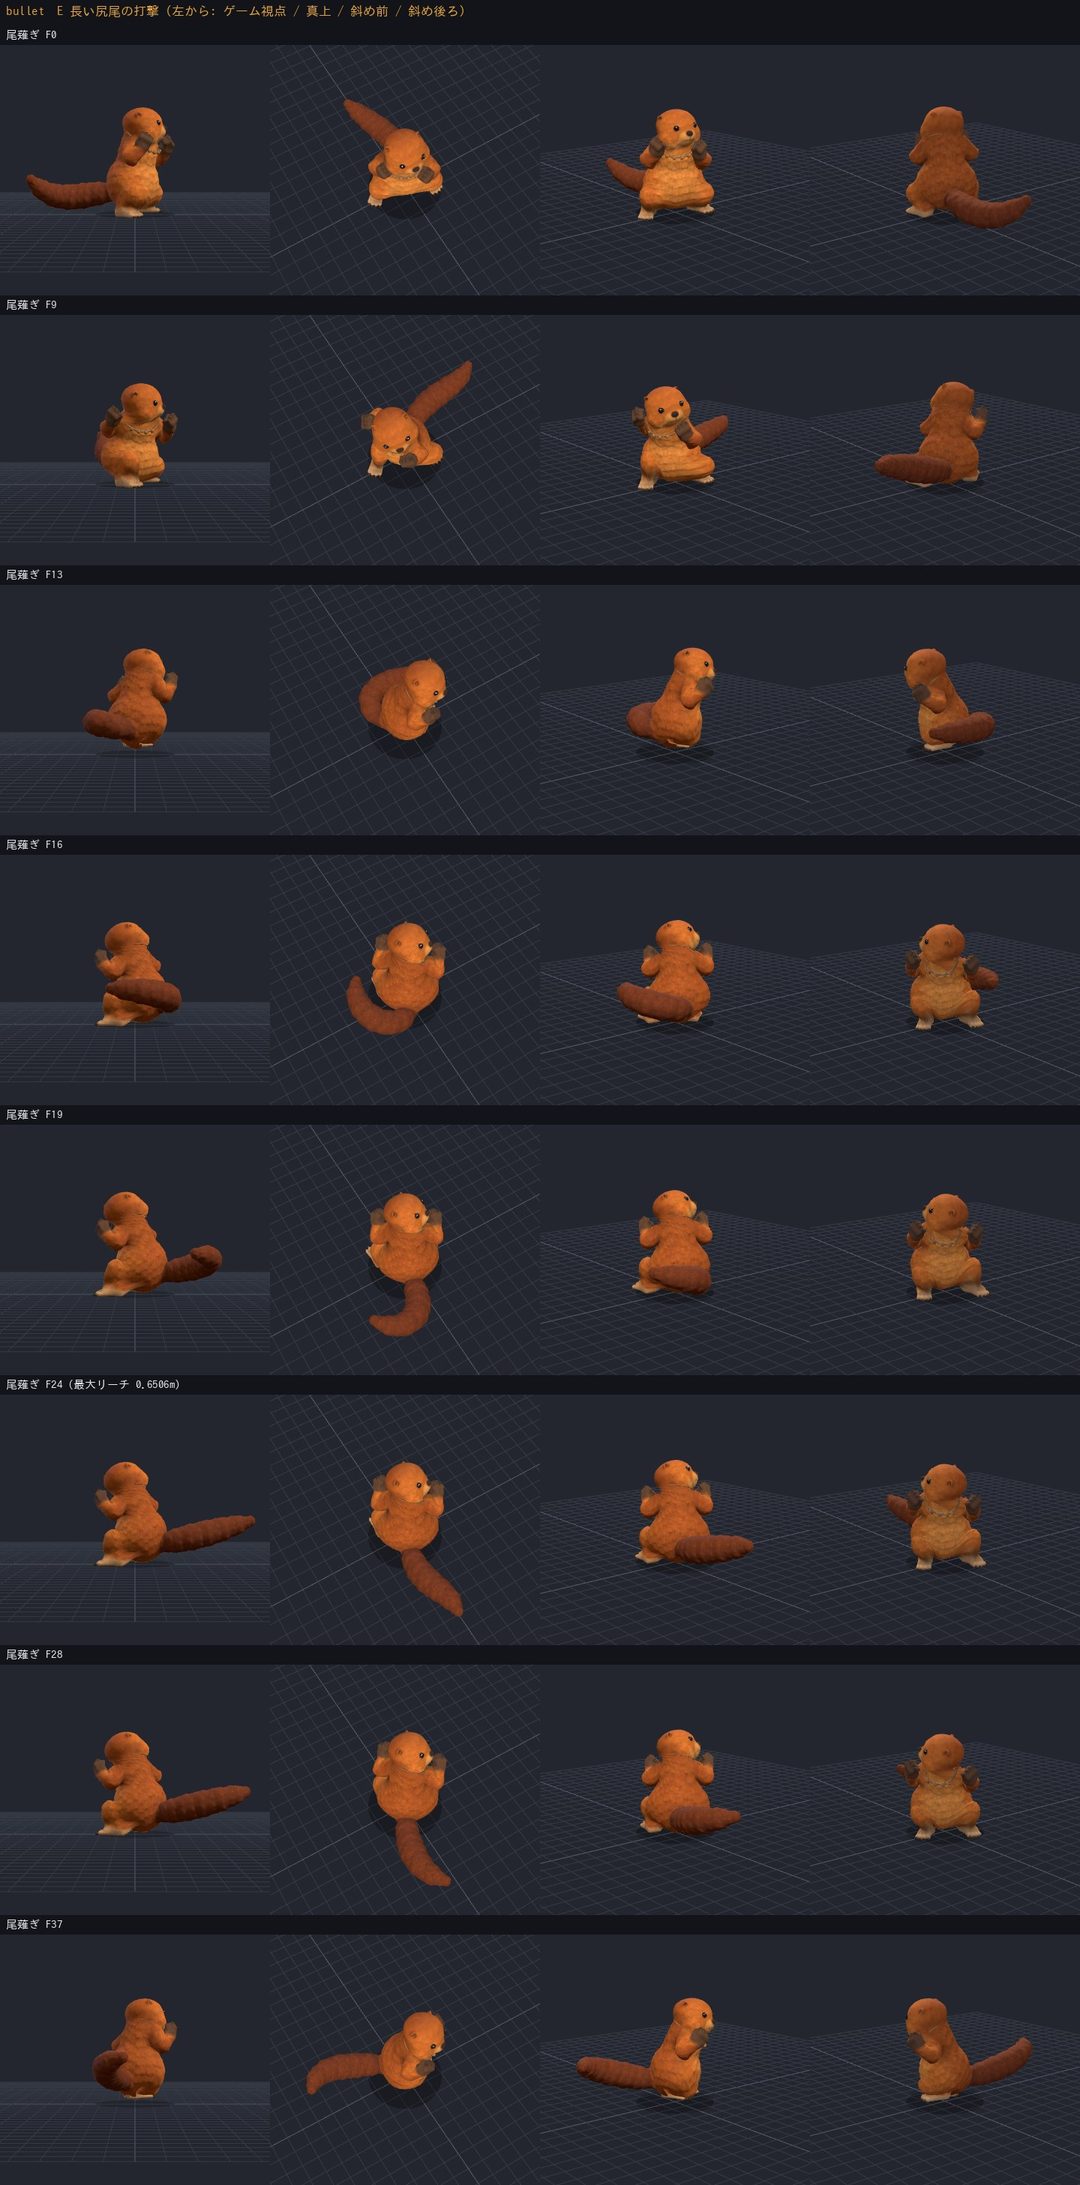 bullet E 長い尻尾の打撃（左から: ゲーム視点 / 真上 / 斜め前 / 斜め後ろ）
尾薙ぎ F0
尾薙ぎ F9
尾薙ぎ F13
尾薙ぎ F16
尾薙ぎ F19
尾薙ぎ F24（最大リーチ 0.6506m）
尾薙ぎ F28
尾薙ぎ F37